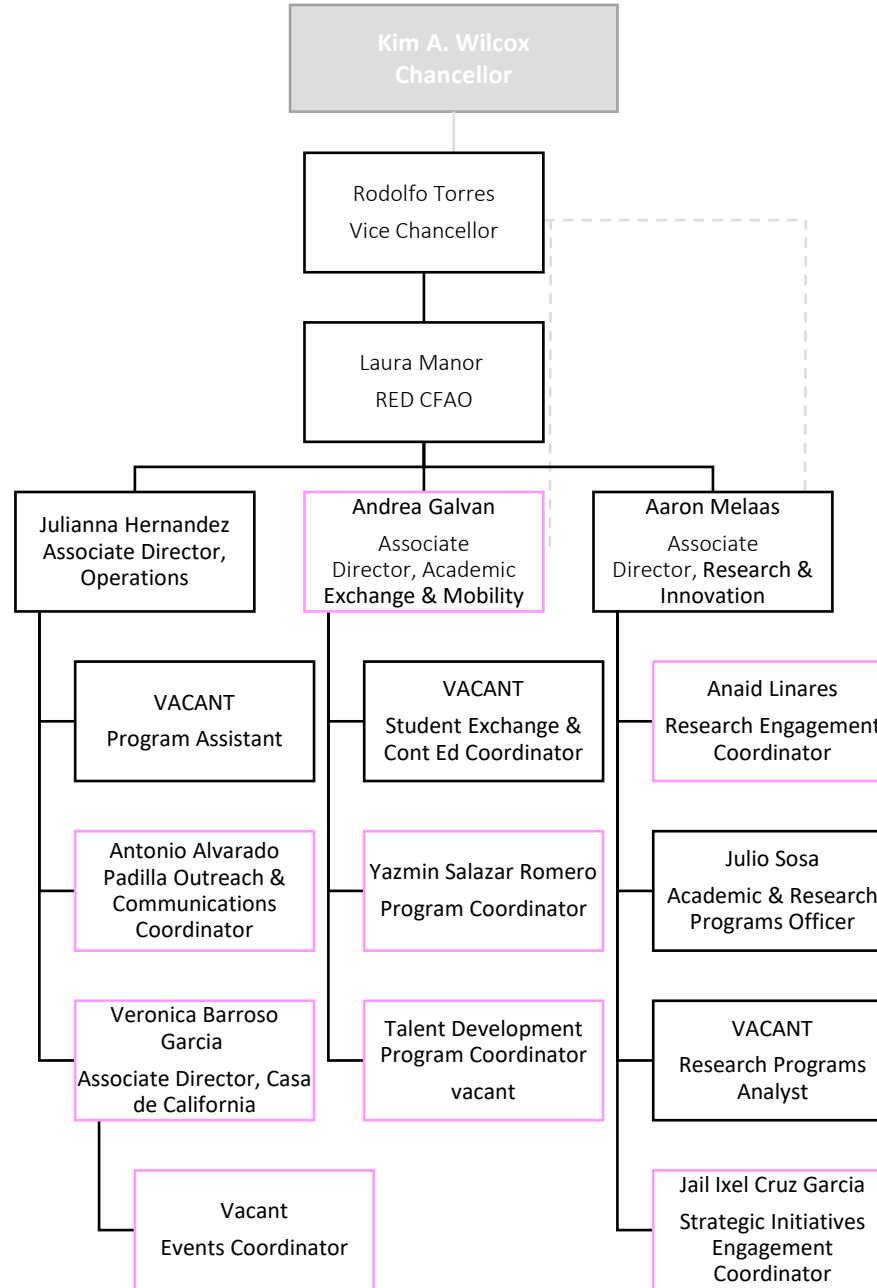 Kim A. Wilcox
Chancellor
Rodolfo Torres
Vice Chancellor
Laura Manor
RED CFAO
Julianna Hernandez
Associate Director,
Operations
Andrea Galvan
Associate
Director, Academic
Exchange & Mobility
Aaron Melaas
Associate
Director, Research &
Innovation
VACANT
Program Assistant
Antonio Alvarado
Padilla Outreach &
Communications
Coordinator
Veronica Barroso
Garcia
Associate Director, Casa
de California
Vacant
Events Coordinator
VACANT
Student Exchange &
Cont Ed Coordinator
Yazmin Salazar Romero
Program Coordinator
Talent Development
Program Coordinator
vacant
Anaid Linares
Research Engagement
Coordinator
Julio Sosa
Academic & Research
Programs Officer
VACANT
Research Programs
Analyst
Jail Ixel Cruz Garcia
Strategic Initiatives
Engagement
Coordinator